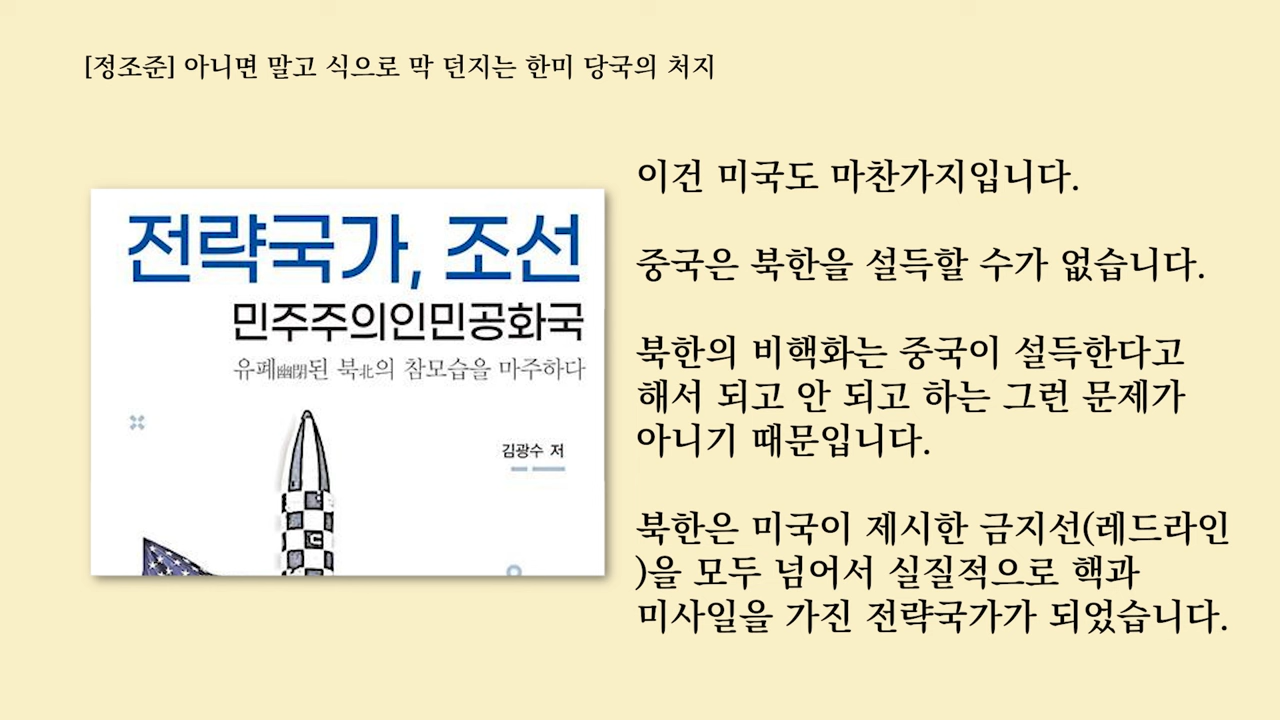 [정조준] 아니면 말고 식으로 막 던지는 한미 당국의 처지
전략국가, 조선
민주주의인민공화국
유폐幽閉된 북北의 참모습을 마주하다
김광수 저
이건 미국도 마찬가지입니다.
중국은 북한을 설득할 수가 없습니다.
북한의 비핵화는 중국이 설득한다고
해서 되고 안 되고 하는 그런 문제가
아니기 때문입니다.
북한은 미국이 제시한 금지선(레드라인
)을 모두 넘어서 실질적으로 핵과
미사일을 가진 전략국가가 되었습니다.